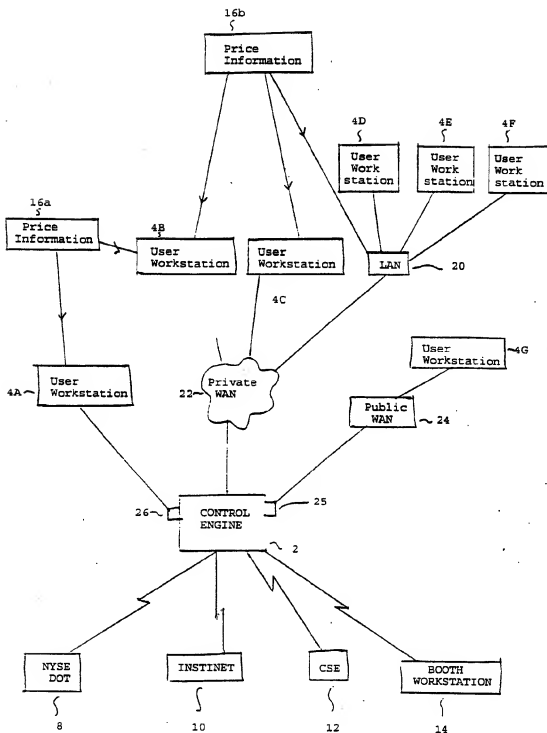 16b
Price
Information
4D
4E
4F
User
Work
station
User
Work
station
User
Work
station
16a
Price
Information
4B
User
Workstation
User
Workstation
LAN
20
4C
User
Workstation
4G
4A
User
Workstation
22
Private
WAN
Public
WAN
24
26
25
CONTROL
ENGINE
2
NYSE
DOT
INSTINET
CSE
BOOTH
WORKSTATION
8
10
12
14